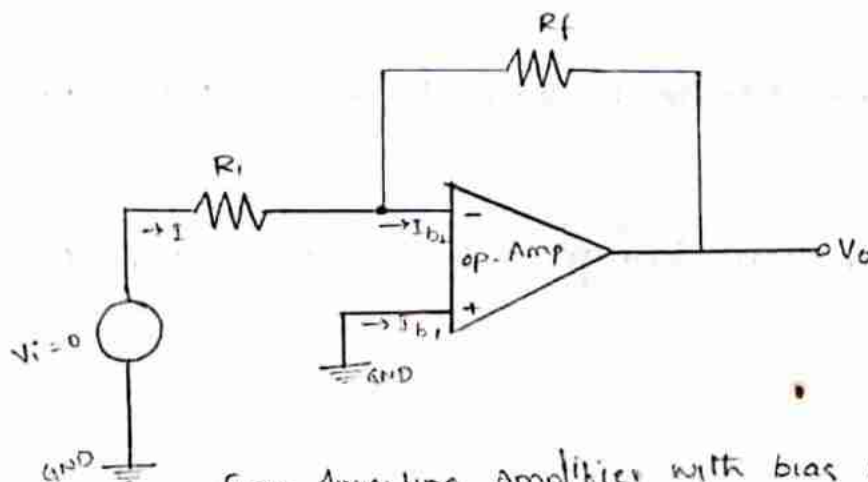 Rf
R1
→ I
→ Ib2
-
op-Amp
Vo
+
→ Ib1
Vi = 0
GND
GND
Amplifier with bias